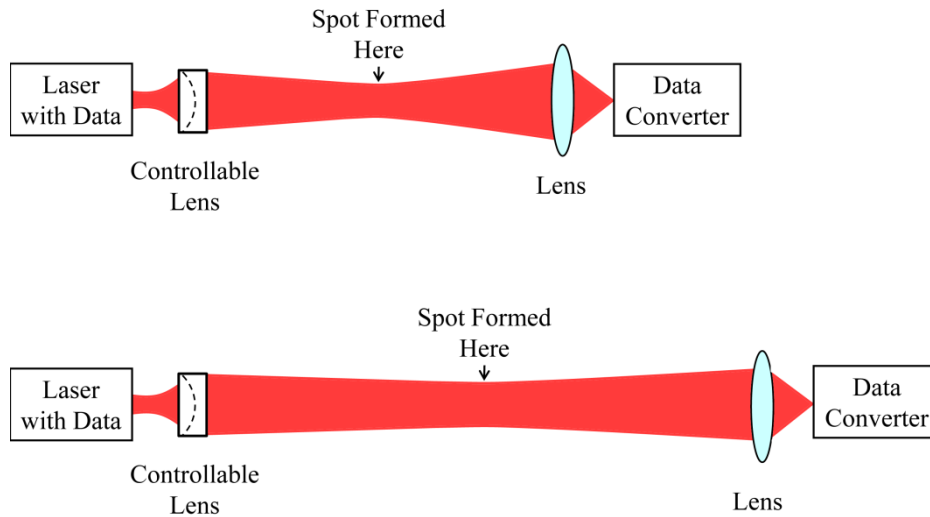 Spot Formed
Here
Laser
with Data
Data
Converter
Controllable
Lens
Lens
Spot Formed
Here
Laser
with Data
Data
Converter
Controllable
Lens
Lens